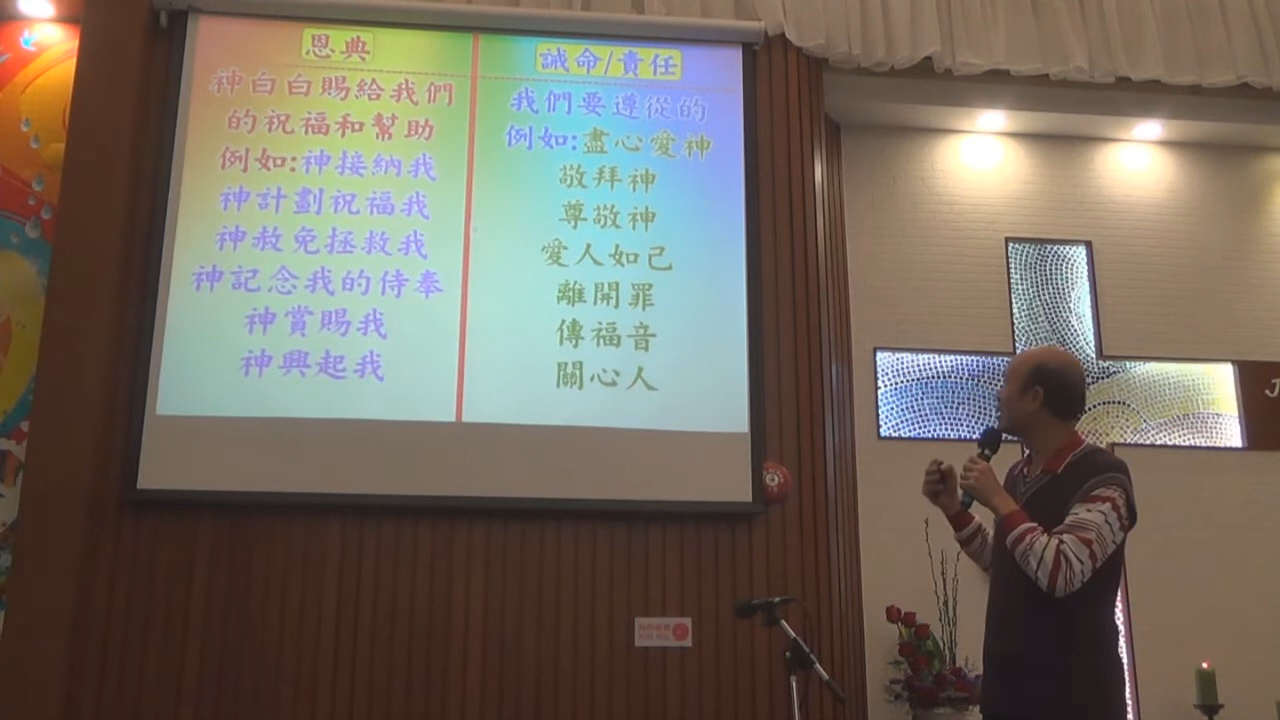 恩典
神白白賜給我們
的祝福和幫助
例如:神接納我
神計劃祝福我
神赦免拯救我
神記念我的侍奉
神賞賜我
神興起我
誡命/責任
我們要遵從的
例如:盡心愛神
敬拜神
尊敬神
愛人如己
離開罪
傳福音
關心人
J